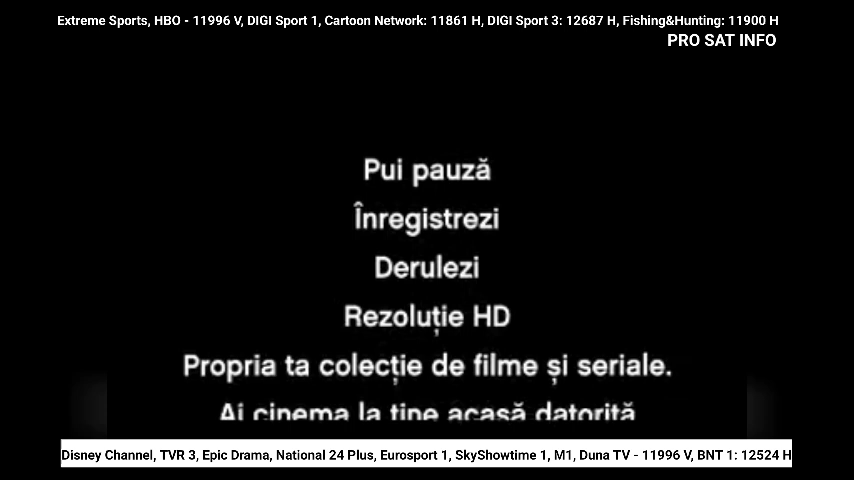 Extreme Sports, HBO - 11996 V, DIGI Sport 1, Cartoon Network: 11861 H, DIGI Sport 3: 12687 H, Fishing&Hunting: 11900 H
PRO SAT INFO
Pui pauză
Înregistrezi
Derulezi
Rezoluție HD
Propria ta colecție de filme și seriale.
Ai cinema la tine acasă datorită
Disney Channel, TVR 3, Epic Drama, National 24 Plus, Eurosport 1, SkyShowtime 1, M1, Duna TV - 11996 V, BNT 1: 12524 H